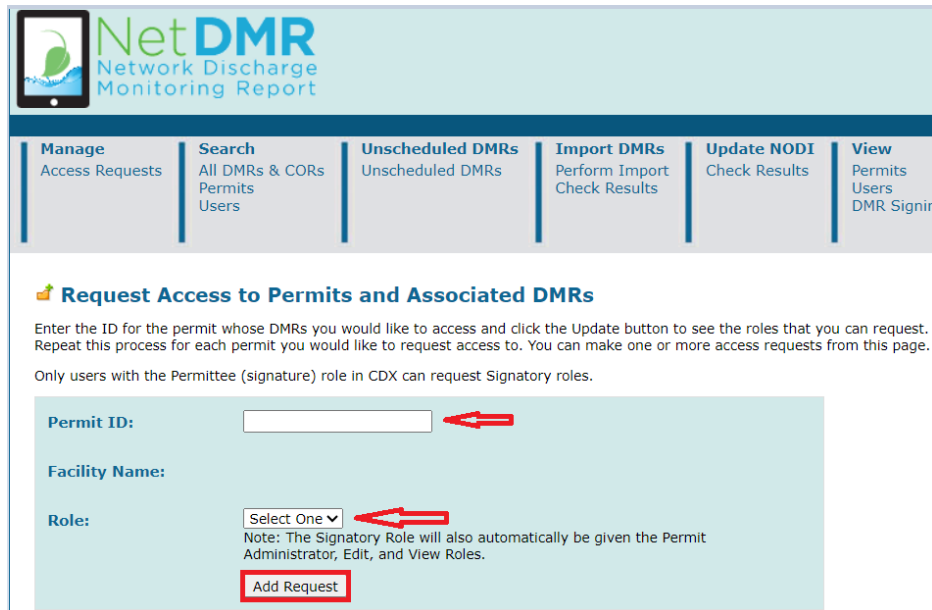 NetDMR
Network Discharge
Monitoring Report
Manage
Access Requests
Search
All DMRs & CORs
Permits
Users
Unscheduled DMRs
Unscheduled DMRs
Import DMRs
Perform Import
Check Results
Update NODI
Check Results
View
Permits
Users
DMR Signin
Request Access to Permits and Associated DMRs
Enter the ID for the permit whose DMRs you would like to access and click the Update button to see the roles that you can request.
Repeat this process for each permit you would like to request access to. You can make one or more access requests from this page.
Only users with the Permittee (signature) role in CDX can request Signatory roles.
Permit ID:
Facility Name:
Role:
Select One
Note: The Signatory Role will also automatically be given the Permit
Administrator, Edit, and View Roles.
Add Request